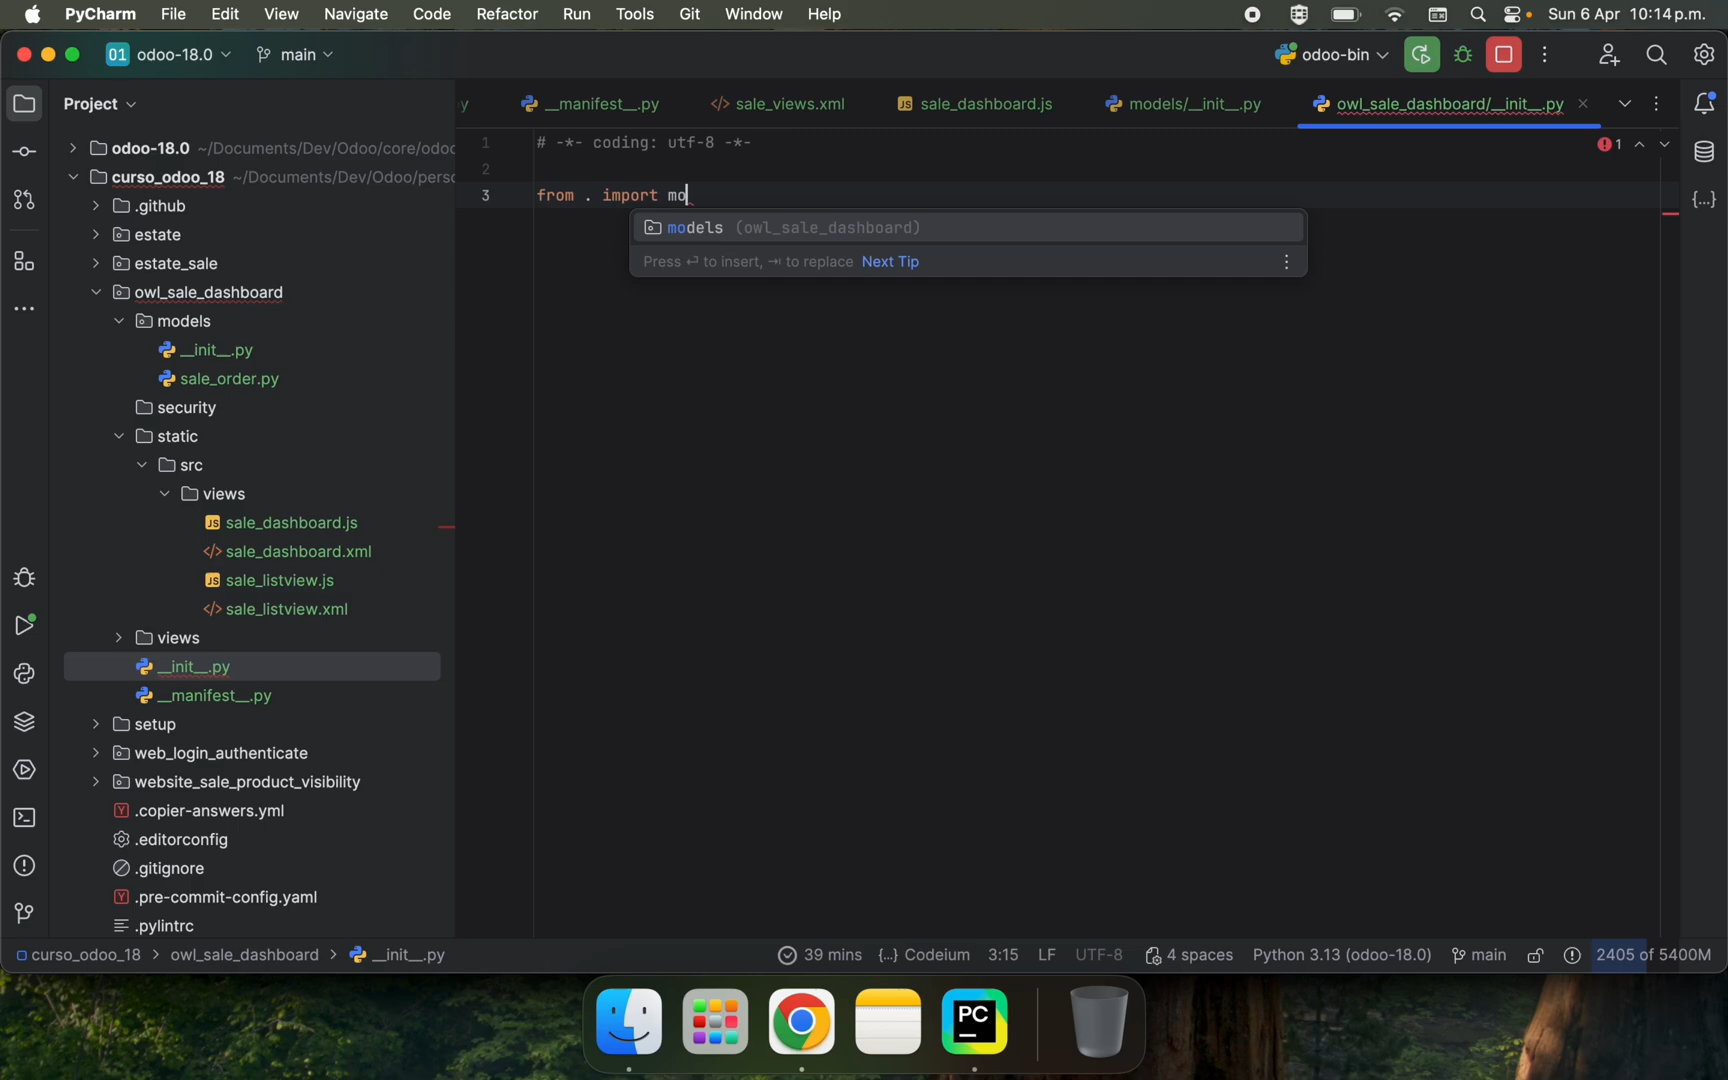 PyCharm File Edit View Navigate Code Refactor Run Tools Git Window Help Sun 6 Apr 10:14 p.m.
01 odoo-18.0 main odoo-bin
Project
y __manifest__.py sale_views.xml sale_dashboard.js models/__init__.py owl_sale_dashboard/__init__.py
odoo-18.0 ~/Documents/Dev/Odoo/core/odoo
curso_odoo_18 ~/Documents/Dev/Odoo/perso
.github
estate
estate_sale
owl_sale_dashboard
models
__init__.py
sale_order.py
security
static
src
views
sale_dashboard.js
sale_dashboard.xml
sale_listview.js
sale_listview.xml
views
__init__.py
__manifest__.py
setup
web_login_authenticate
website_sale_product_visibility
.copier-answers.yml
.editorconfig
.gitignore
.pre-commit-config.yaml
.pylintrc
1 # -*- coding: utf-8 -*-
2
3 from . import mo
1
models (owl_sale_dashboard)
Press ⏎ to insert, ⇥ to replace Next Tip
curso_odoo_18 > owl_sale_dashboard > __init__.py 39 mins {...} Codeium 3:15 LF UTF-8 4 spaces Python 3.13 (odoo-18.0) main 2405 of 5400M
PC